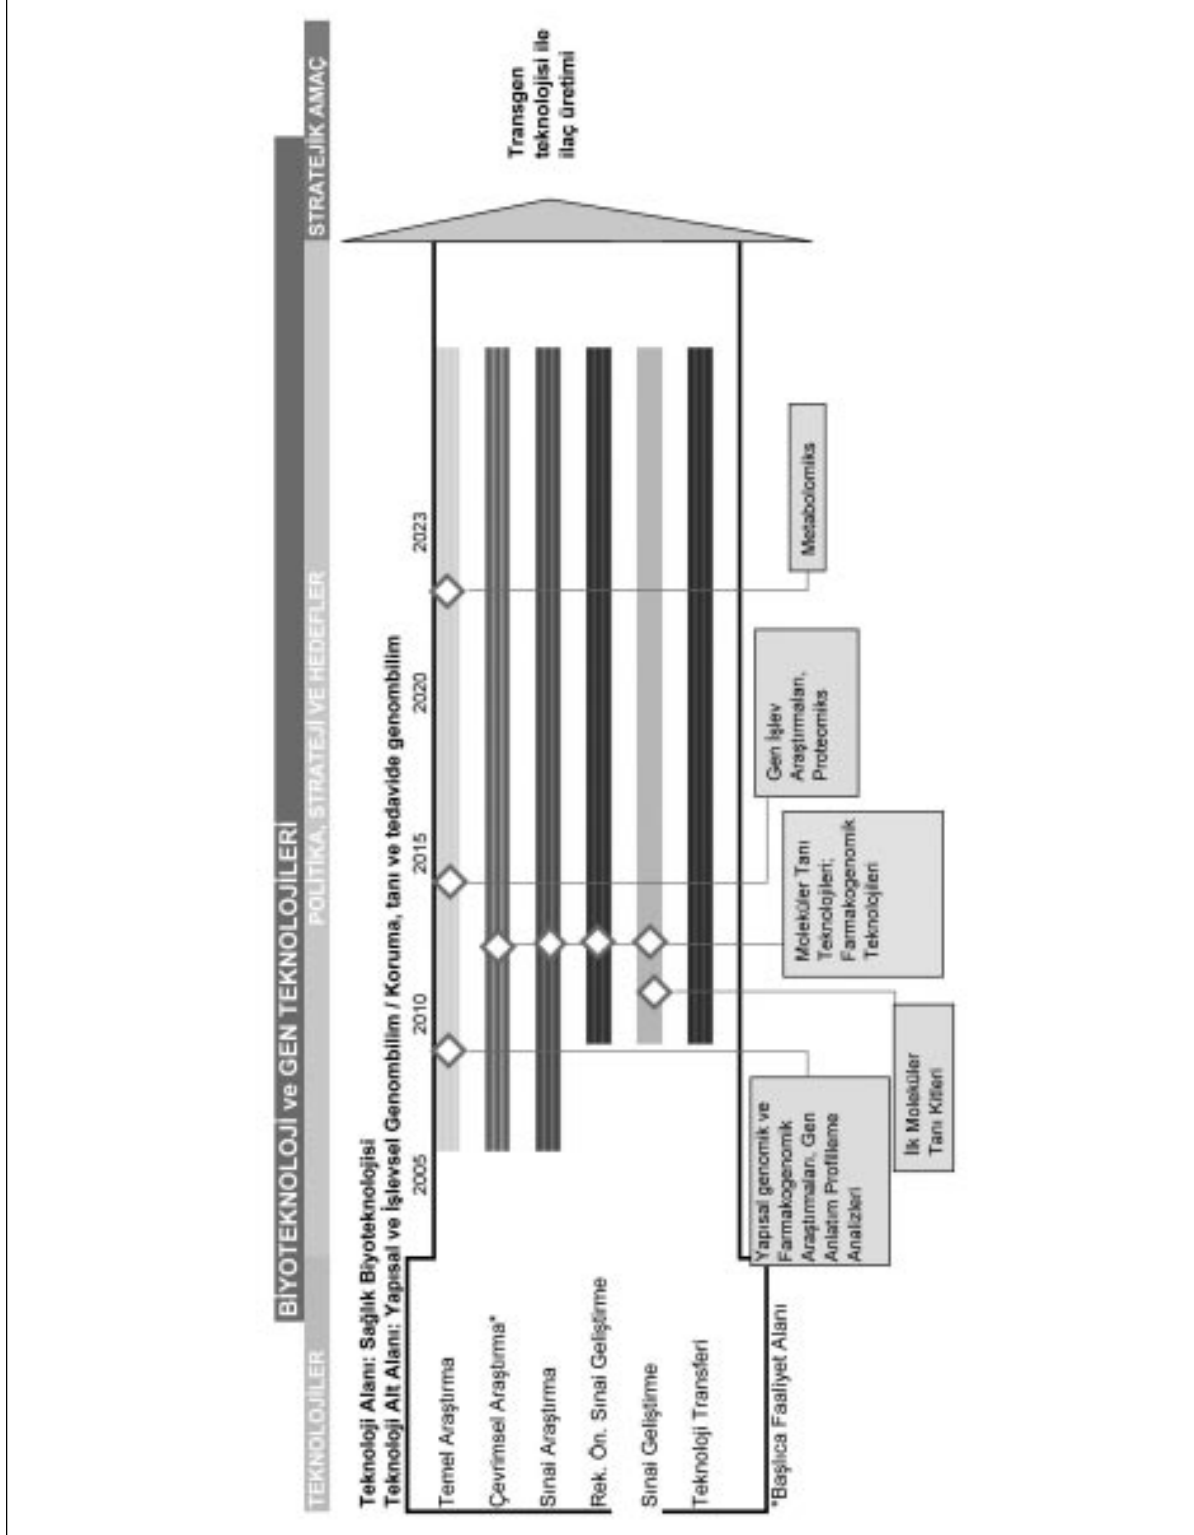 BİYOTEKNOLOJİ ve GEN TEKNOLOJİLERİ
TEKNOLOJİLER
POLİTİKA, STRATEJİ VE HEDEFLER
STRATEJİK AMAÇ
Teknoloji Alanı: Sağlık Biyoteknolojisi
Teknoloji Alt Alanı: Yapısal ve İşlevsel Genombilim / Koruma, tanı ve tedavide genombilim
2005
2010
2015
2020
2023
Temel Araştırma
Çevrimsel Araştırma*
Sınai Araştırma
Rek. Ön. Sınai Geliştirme
Sınai Geliştirme
Teknoloji Transferi
*Başlıca Faaliyet Alanı
Transgen
teknolojisi ile
ilaç üretimi
Yapısal genomik ve
Farmakogenomik
Araştırmaları, Gen
Anlatım Profilleme
Analizleri
İlk Moleküler
Tanı Kitleri
Moleküler Tanı
Teknolojileri;
Farmakogenomik
Teknolojileri
Gen İşlev
Araştırmaları,
Proteomiks
Metabolomiks